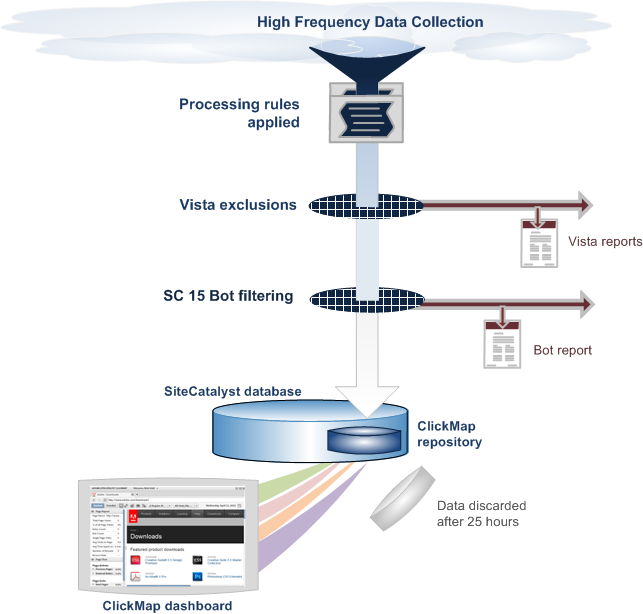 High Frequency Data Collection
Processing rules
applied
Vista exclusions
Vista reports
SC 15 Bot filtering
Bot report
SiteCatalyst database
ClickMap
repository
Data discarded
after 25 hours
Downloads
Featured product downloads
ClickMap dashboard